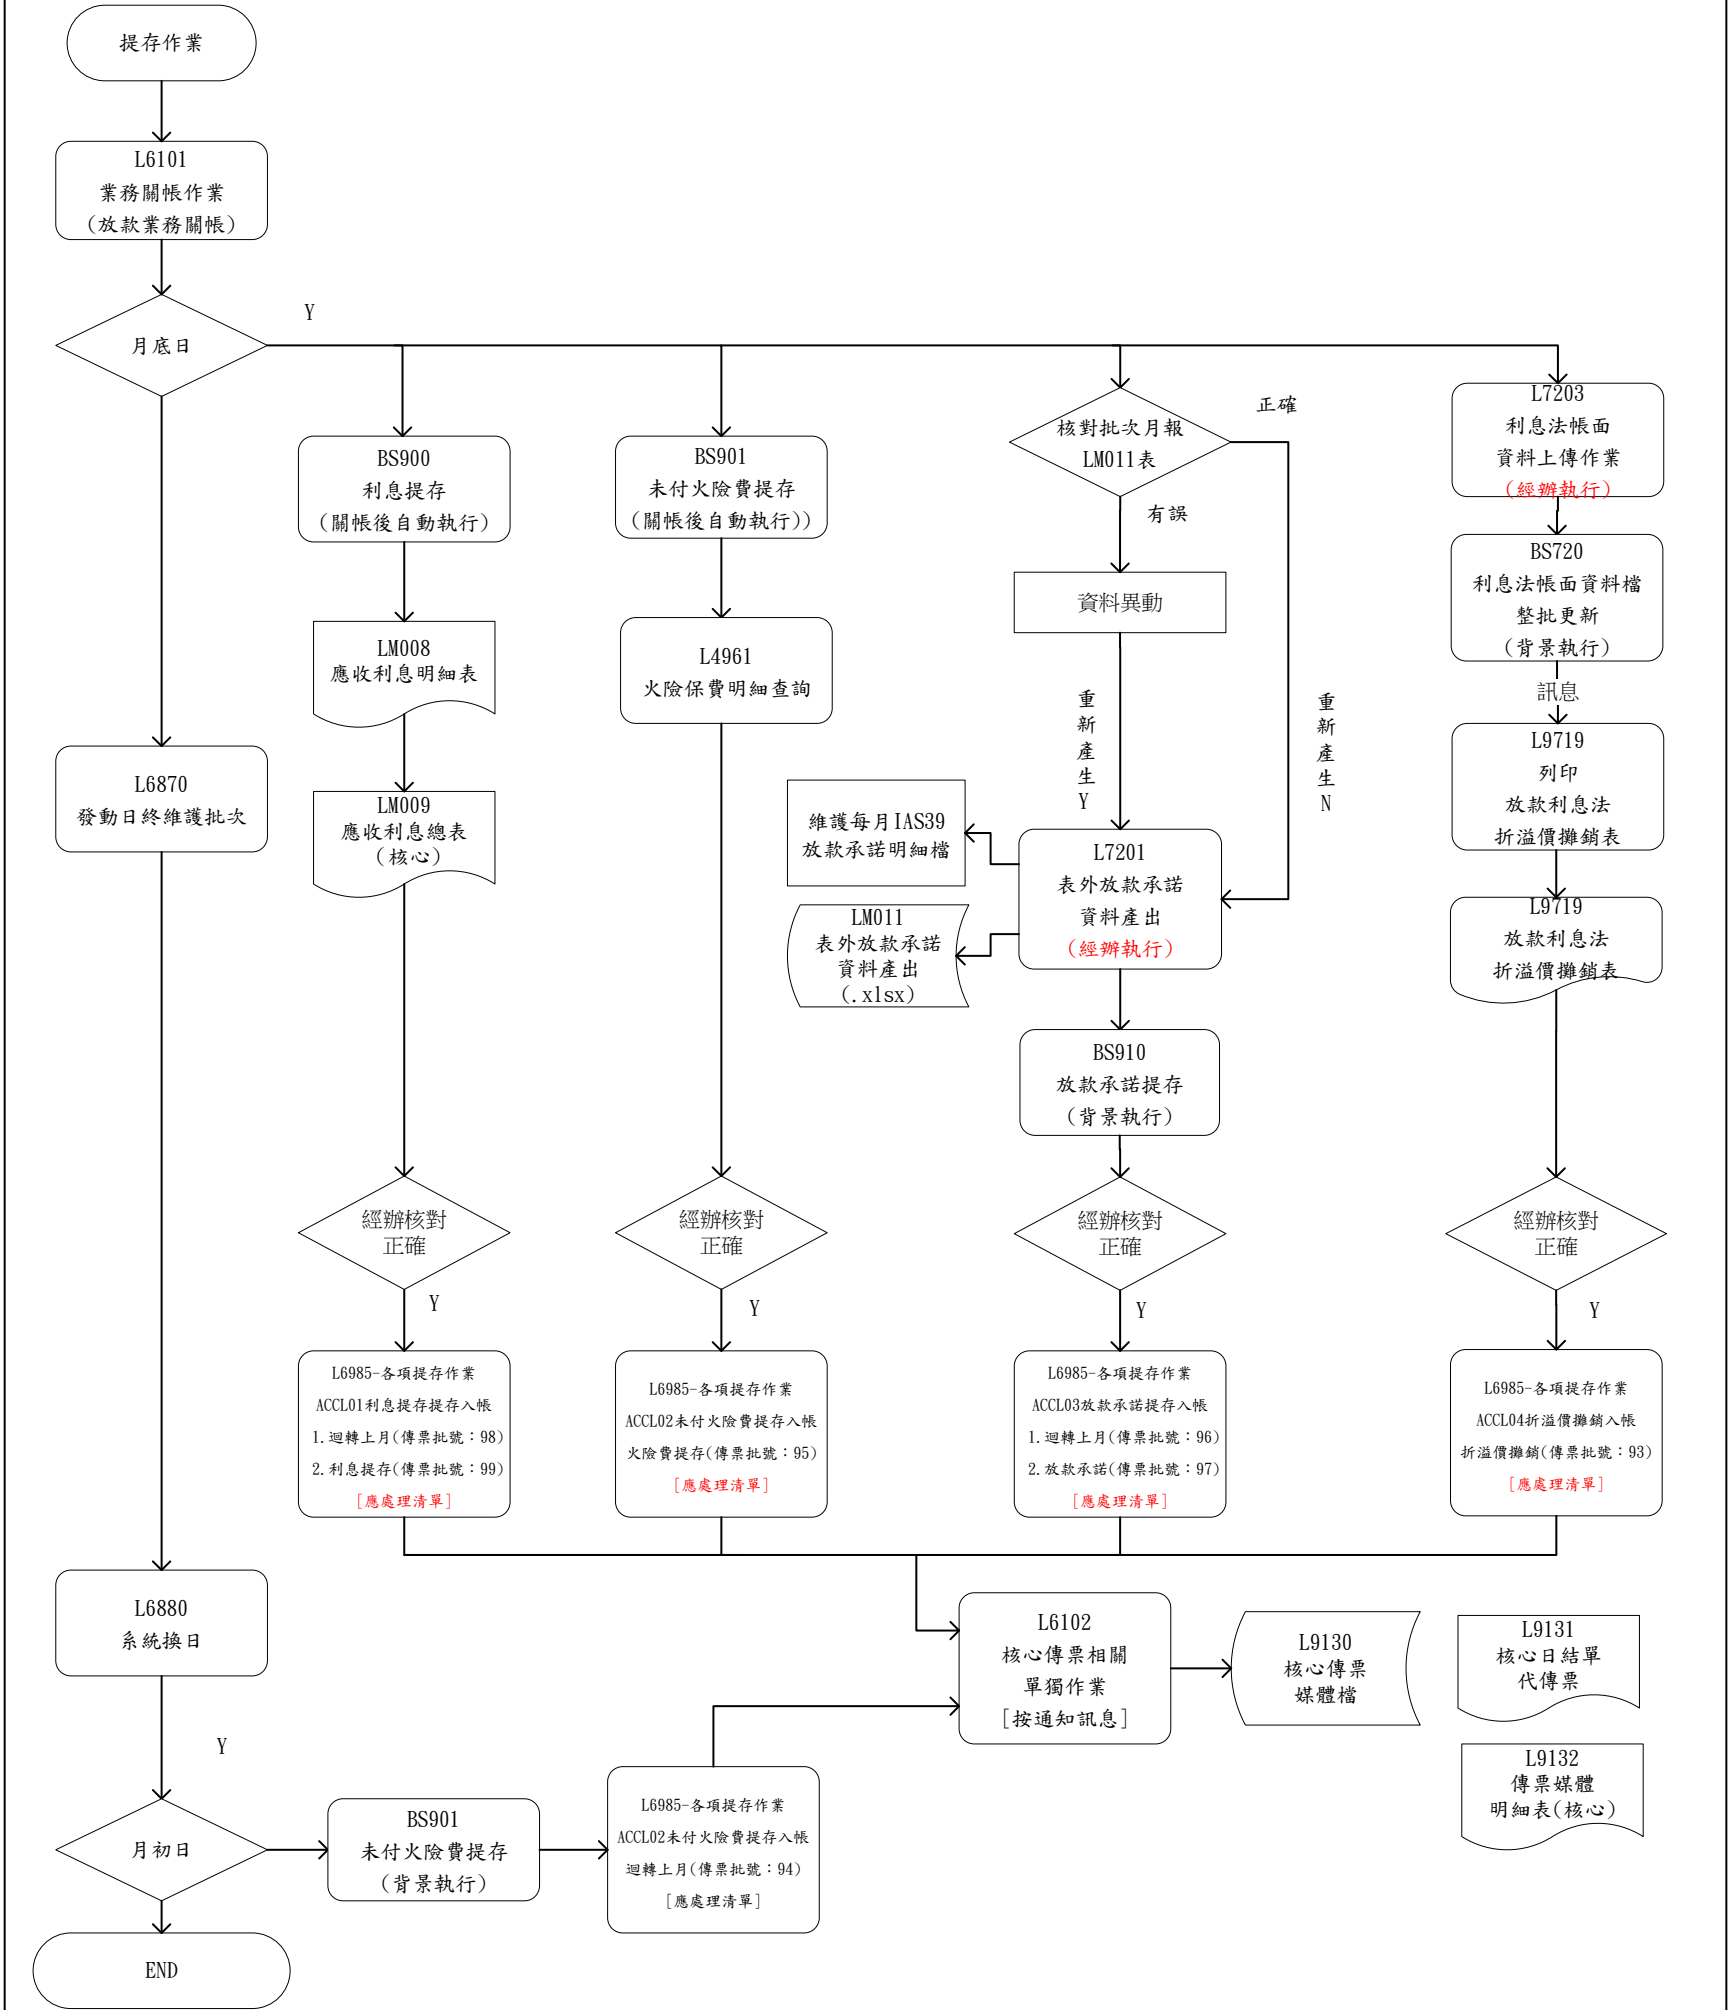 提存作業
L6101
業務關帳作業
(放款業務關帳)
月底日
Y
BS900
利息提存
(關帳後自動執行)
LM008
應收利息明細表
LM009
應收利息總表
(核心)
經辦核對
正確
Y
L6985-各項提存作業
ACCL01利息提存提存入帳
1.迴轉上月(傳票批號：98)
2.利息提存(傳票批號：99)
[應處理清單]
BS901
未付火險費提存
(關帳後自動執行))
L4961
火險保費明細查詢
經辦核對
正確
Y
L6985-各項提存作業
ACCL02未付火險費提存入帳
火險費提存(傳票批號：95)
[應處理清單]
核對批次月報
LM011表
正確
有誤
資料異動
重新產生Y
重新產生N
維護每月IAS39
放款承諾明細檔
LM011
表外放款承諾
資料產出
(.xlsx)
L7201
表外放款承諾
資料產出
(經辦執行)
BS910
放款承諾提存
(背景執行)
經辦核對
正確
Y
L6985-各項提存作業
ACCL03放款承諾提存入帳
1.迴轉上月(傳票批號：96)
2.放款承諾(傳票批號：97)
[應處理清單]
L7203
利息法帳面
資料上傳作業
(經辦執行)
BS720
利息法帳面資料檔
整批更新
(背景執行)
訊息
L9719
列印
放款利息法
折溢價攤銷表
L9719
放款利息法
折溢價攤銷表
經辦核對
正確
Y
L6985-各項提存作業
ACCL04折溢價攤銷入帳
折溢價攤銷(傳票批號：93)
[應處理清單]
L6870
發動日終維護批次
L6880
系統換日
Y
月初日
END
BS901
未付火險費提存
(背景執行)
L6985-各項提存作業
ACCL02未付火險費提存入帳
迴轉上月(傳票批號：94)
[應處理清單]
L6102
核心傳票相關
單獨作業
[按通知訊息]
L9130
核心傳票
媒體檔
L9131
核心日結單
代傳票
L9132
傳票媒體
明細表(核心)